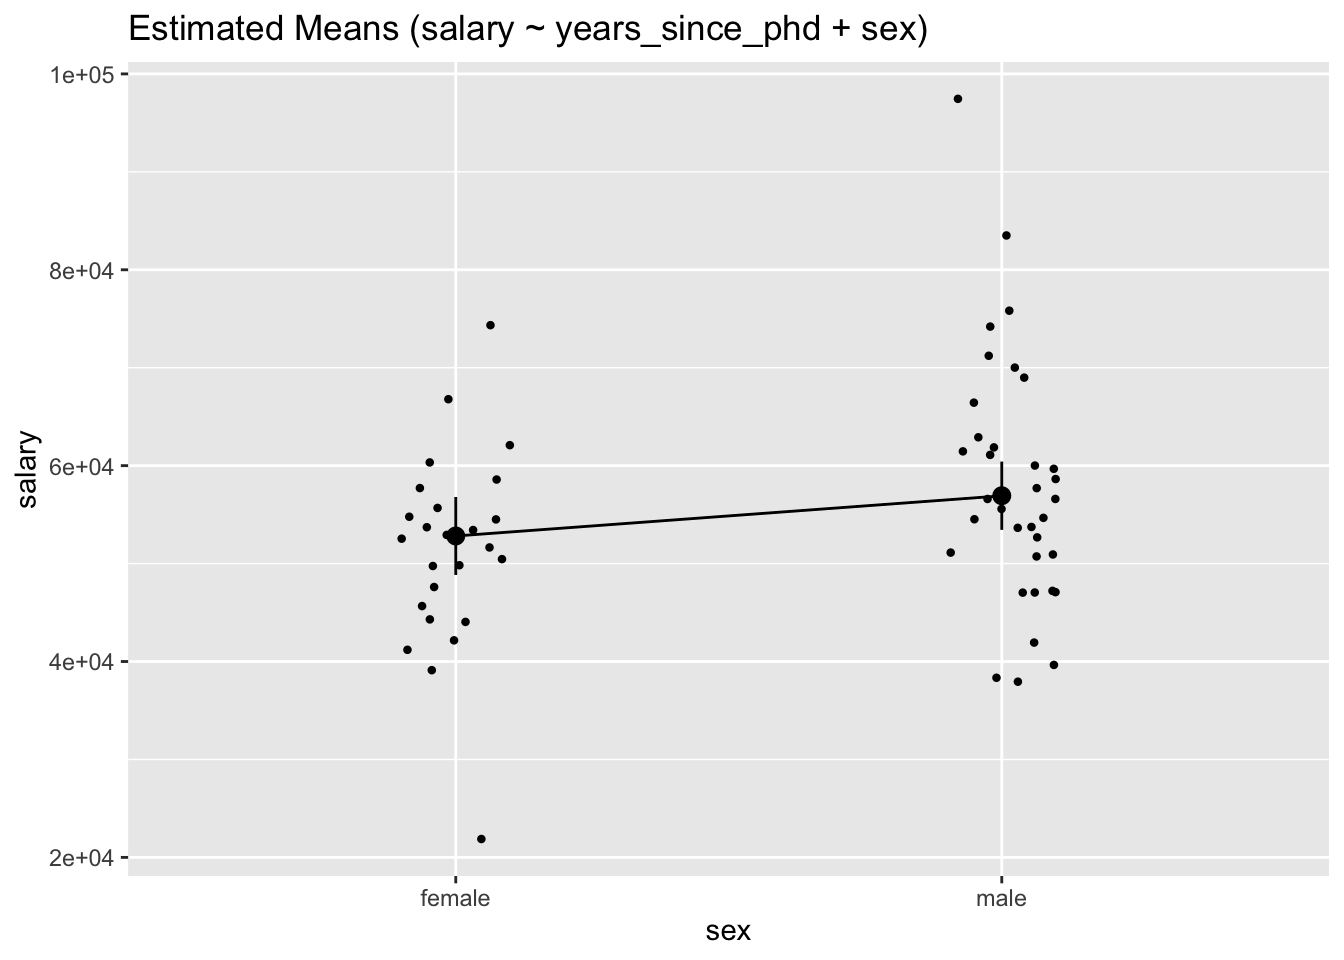 Estimated Means (salary ~ years_since_phd + sex)
1e+05
8e+04
6e+04
4e+04
2e+04
salary
female
male
sex